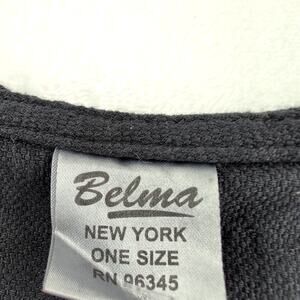 Belma
NEW YORK
ONE SIZE
RN 96345